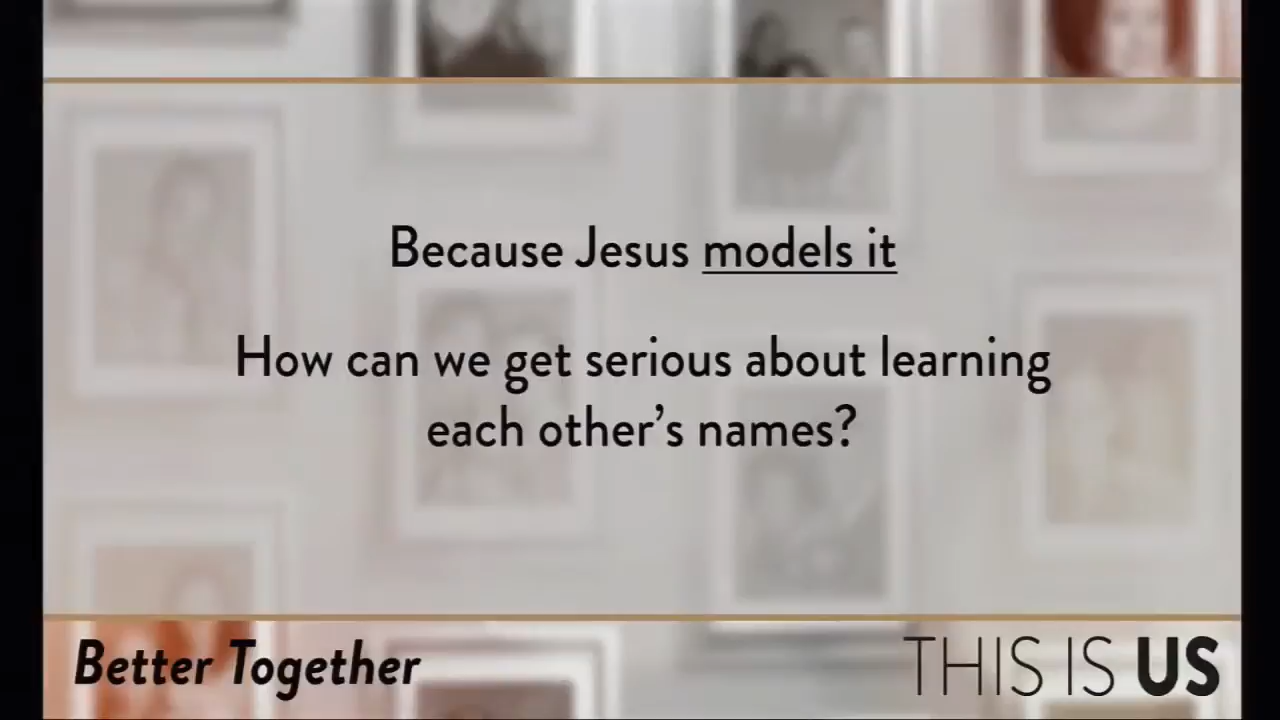 Because Jesus models it
How can we get serious about learning
each other’s names?
Better Together
THIS IS US